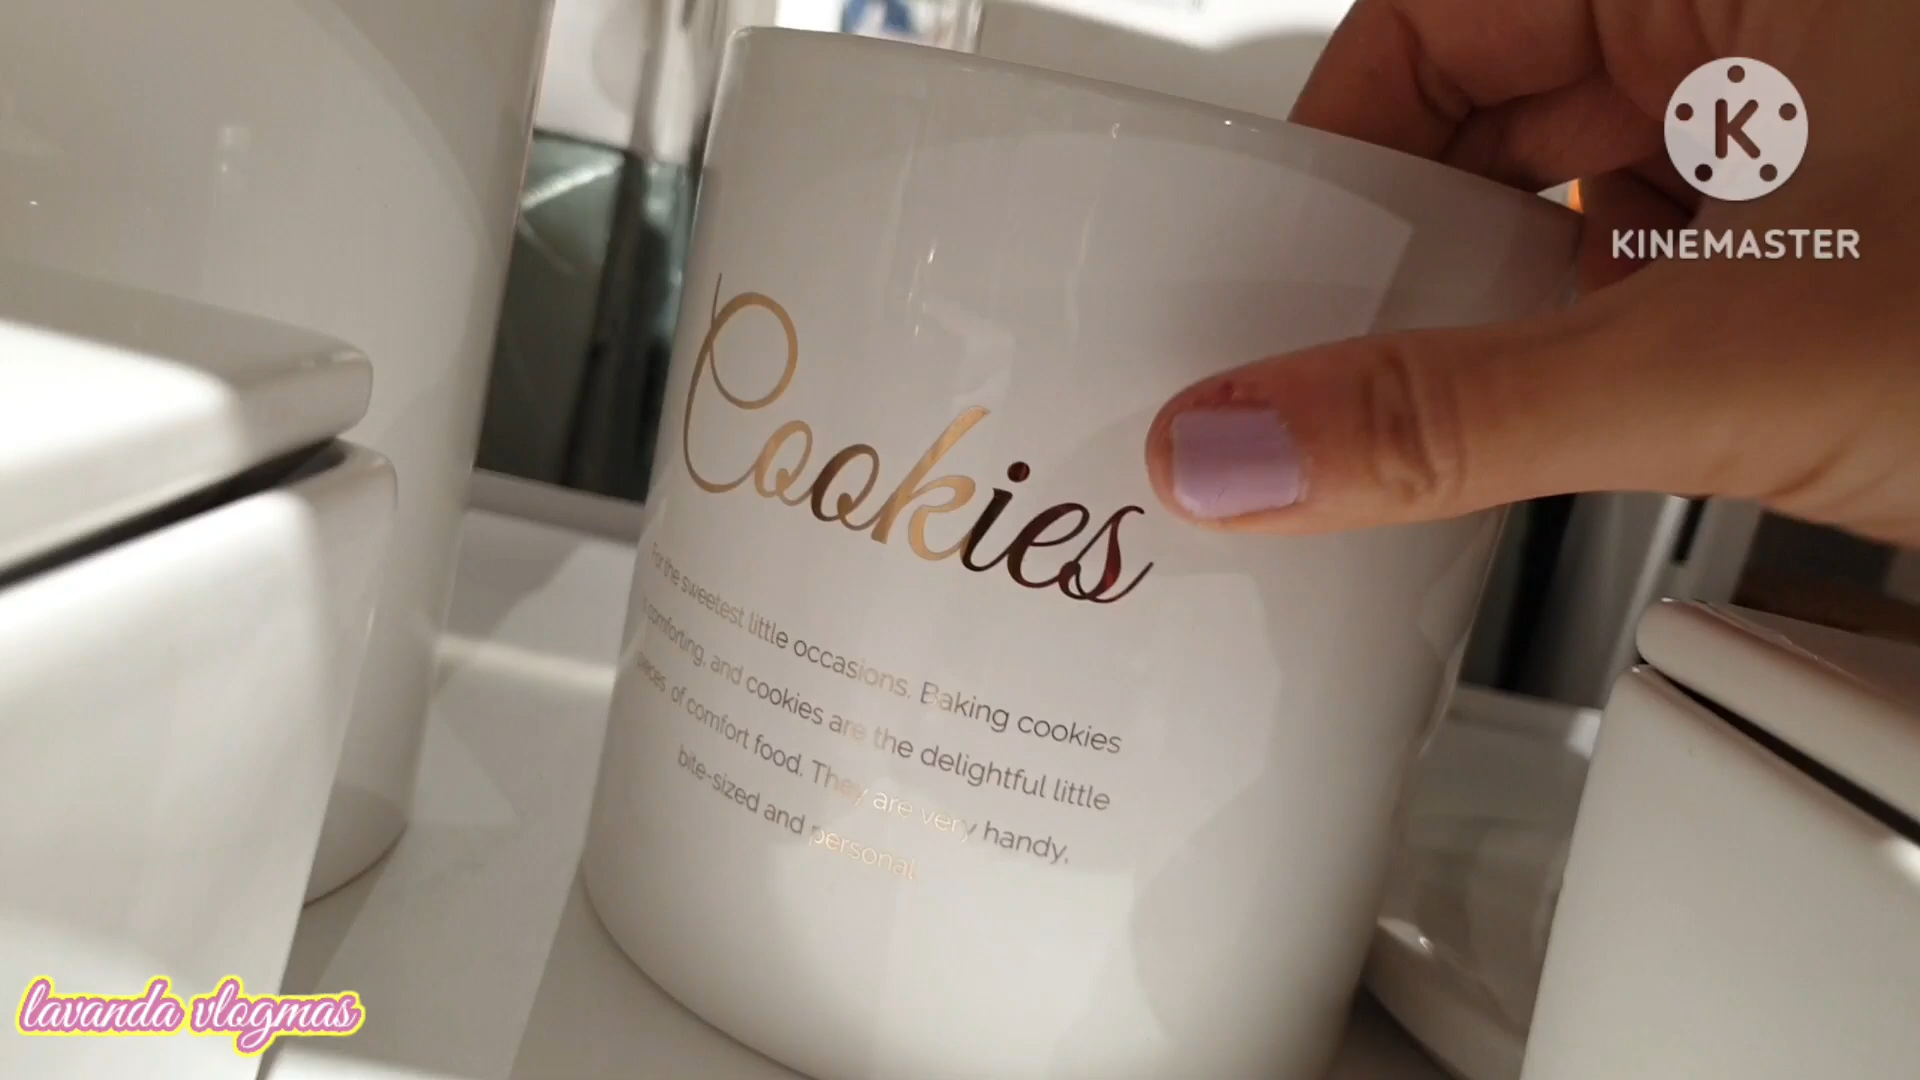 K
KINEMASTER
Cookies
For the sweetest little occasions. Baking cookies
comforting, and cookies are the delightful little
pieces of comfort food. They are very handy,
bite-sized and personal.
lavanda vlogmas